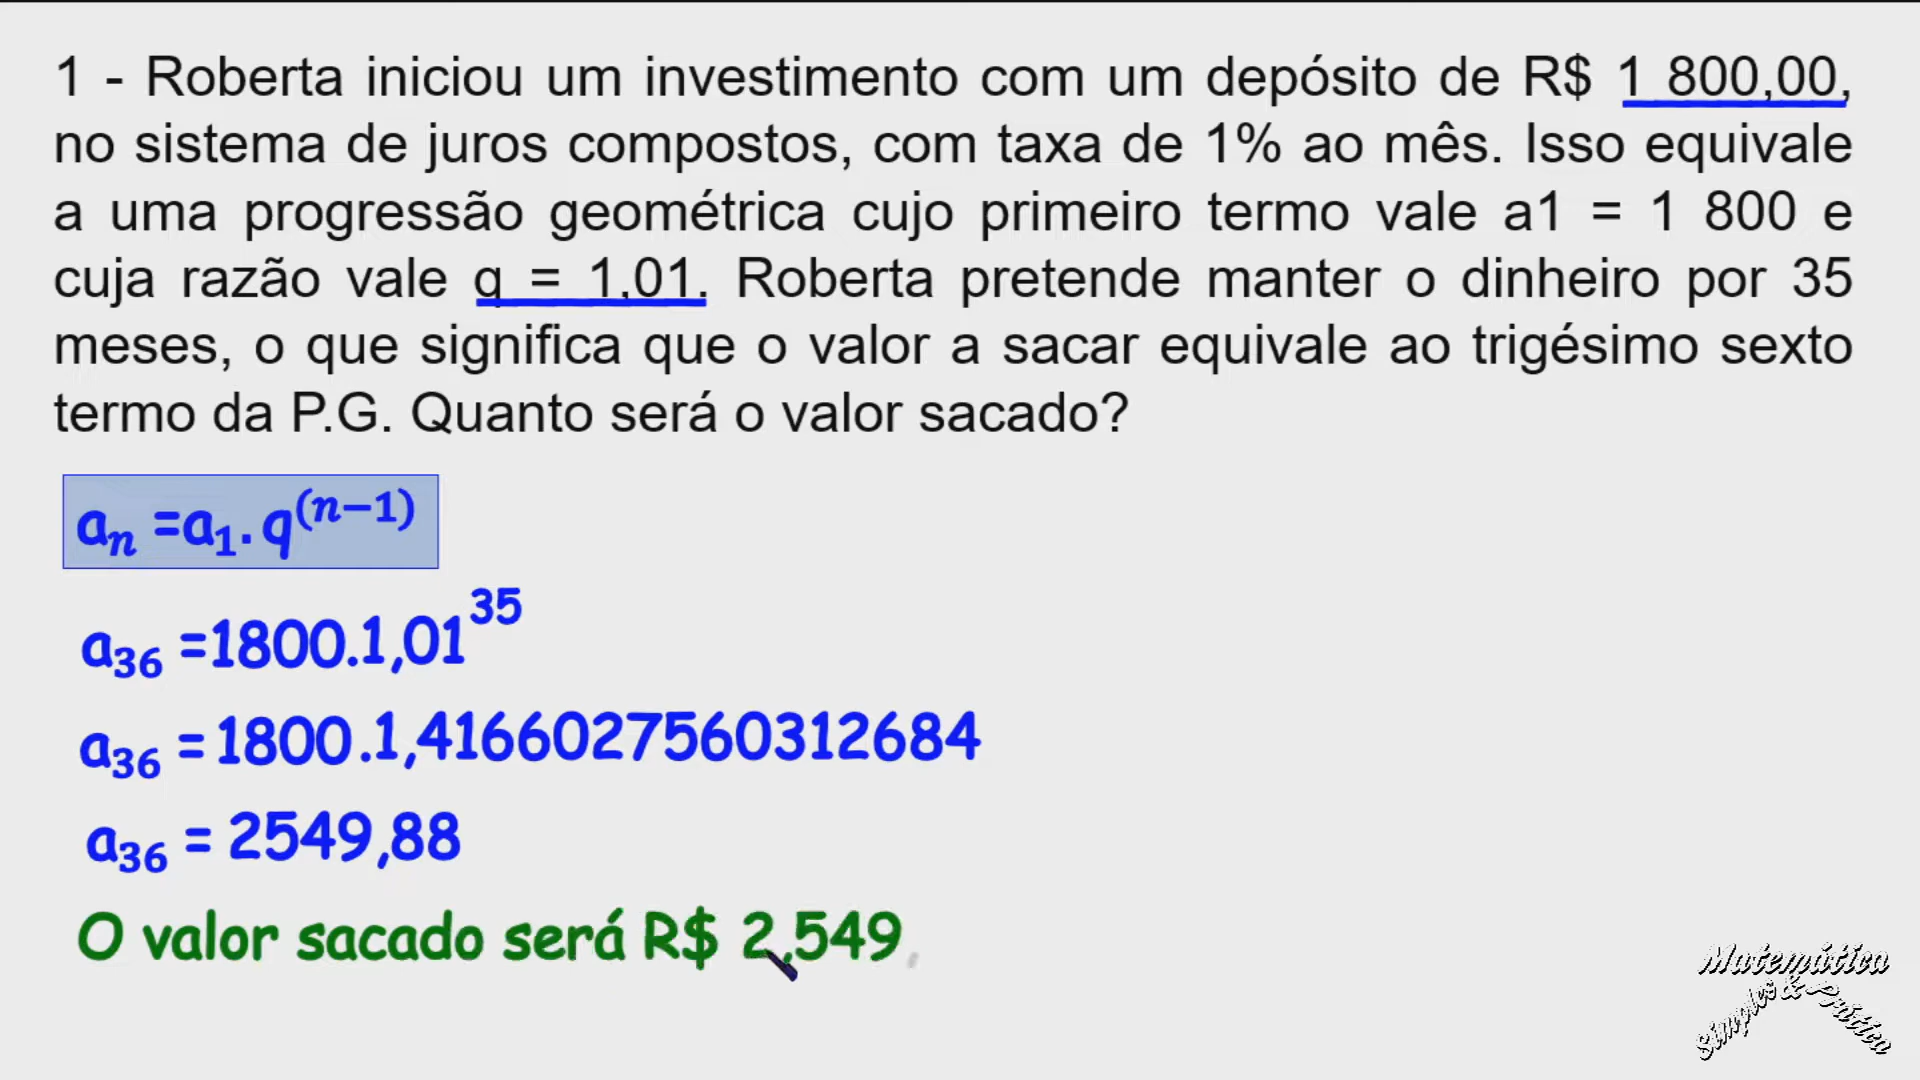 1 - Roberta iniciou um investimento com um depósito de R$ 1 800,00,
no sistema de juros compostos, com taxa de 1% ao mês. Isso equivale
a uma progressão geométrica cujo primeiro termo vale a1 = 1 800 e
cuja razão vale q = 1,01. Roberta pretende manter o dinheiro por 35
meses, o que significa que o valor a sacar equivale ao trigésimo sexto
termo da P.G. Quanto será o valor sacado?
aₙ =a₁. q⁽ⁿ⁻¹⁾
a₃₆ =1800.1,01³⁵
a₃₆ =1800.1,4166027560312684
a₃₆ = 2549,88
O valor sacado será R$ 2.549,
Matemática
Simples & Prática